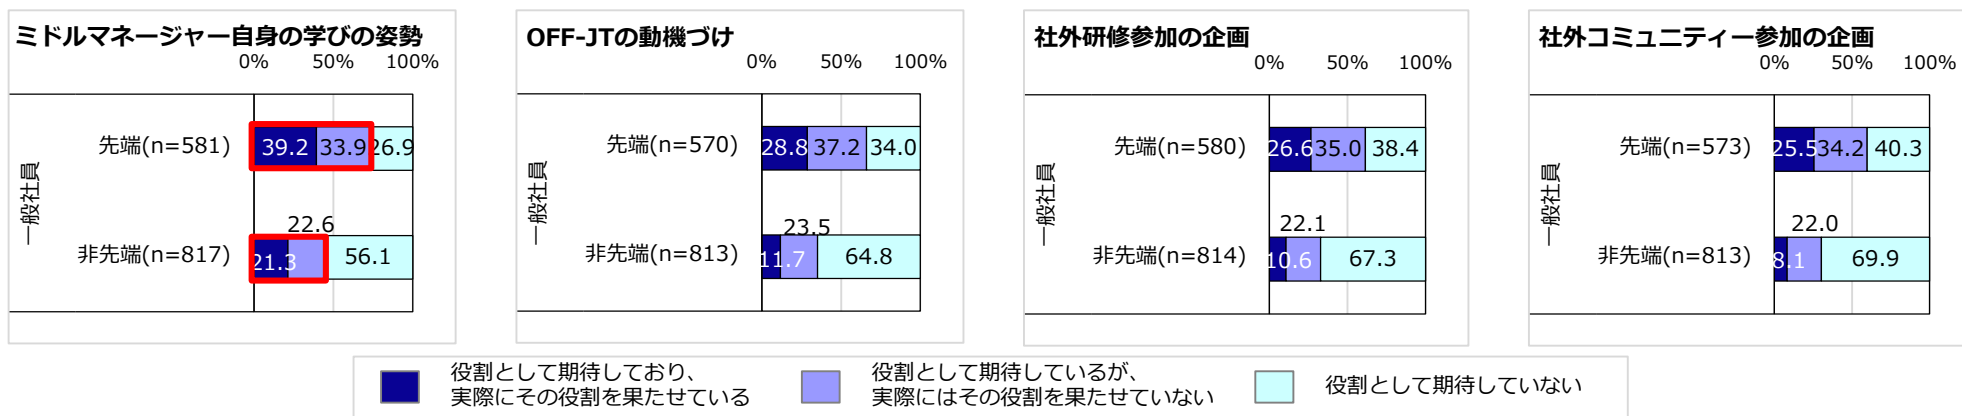 ミドルマネージャー自身の学びの姿勢
0% 50% 100%
一般社員
先端(n=581) 39.2 33.9 26.9
22.6
非先端(n=817) 21.3 56.1
OFF-JTの動機づけ
0% 50% 100%
一般社員
先端(n=570) 28.8 37.2 34.0
23.5
非先端(n=813) 11.7 64.8
社外研修参加の企画
0% 50% 100%
一般社員
先端(n=580) 26.6 35.0 38.4
22.1
非先端(n=814) 10.6 67.3
社外コミュニティー参加の企画
0% 50% 100%
一般社員
先端(n=573) 25.5 34.2 40.3
22.0
非先端(n=813) 8.1 69.9
役割として期待しており、
実際にその役割を果たせている
役割として期待しているが、
実際にはその役割を果たせていない
役割として期待していない